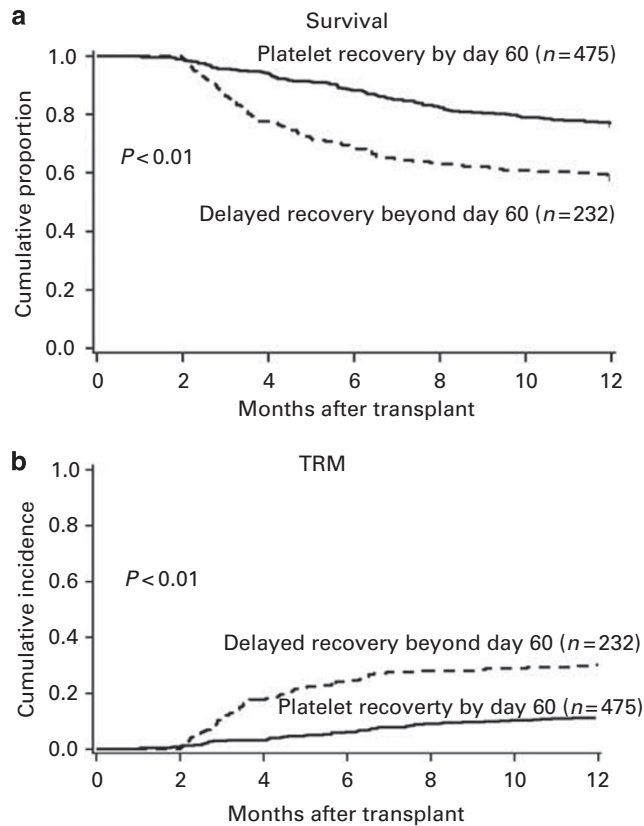 a
Survival
Platelet recovery by day 60 (n=475)
P<0.01
Delayed recovery beyond day 60 (n=232)
Cumulative proportion
1.0
0.8
0.6
0.4
0.2
0.0
0 2 4 6 8 10 12
Months after transplant
b
TRM
P<0.01
Delayed recovery beyond day 60 (n=232)
Platelet recoverty by day 60 (n=475)
Cumulative incidence
1.0
0.8
0.6
0.4
0.2
0.0
0 2 4 6 8 10 12
Months after transplant